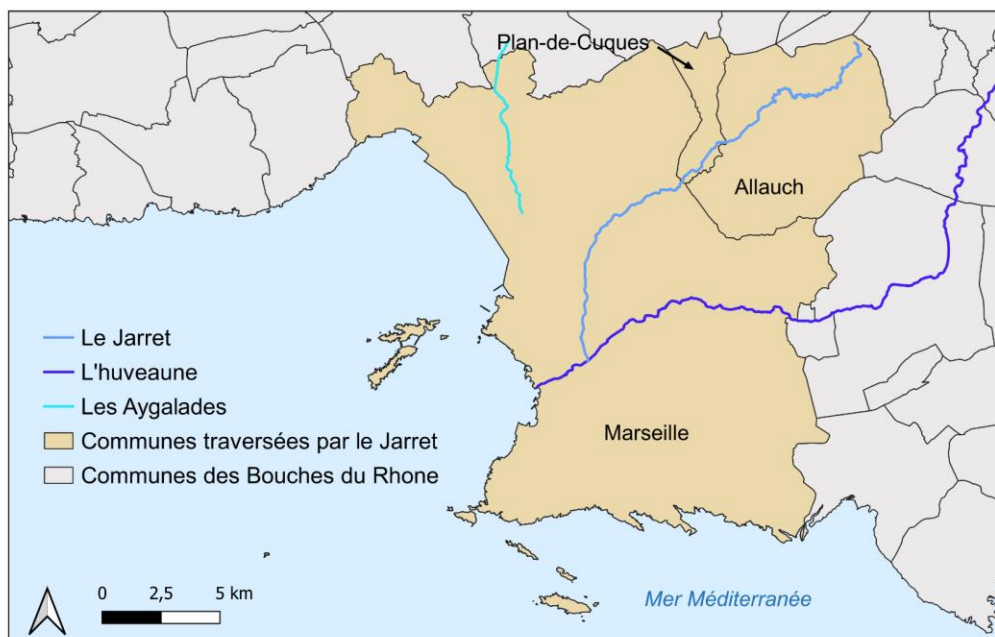 Plan-de-Cuques
Allauch
Le Jarret
L'huveaune
Les Aygalades
Communes traversées par le Jarret
Communes des Bouches du Rhone
Marseille
0 2,5 5 km
Mer Méditerranée